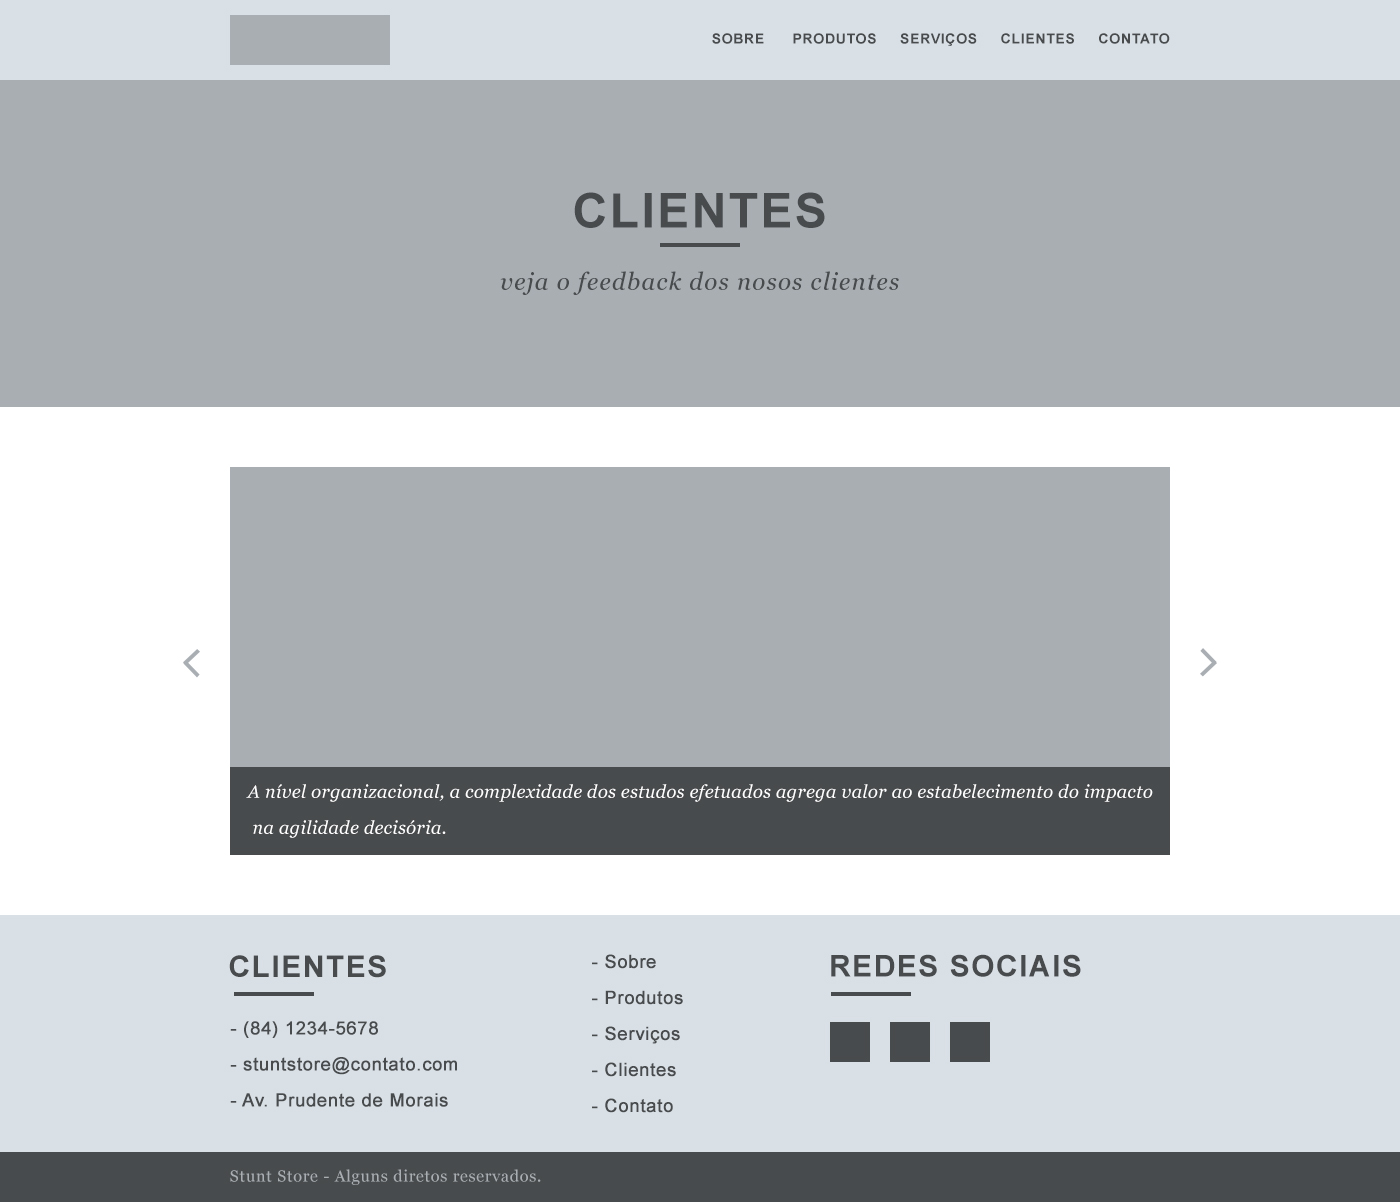 SOBRE PRODUTOS SERVIÇOS CLIENTES CONTATO
CLIENTES
veja o feedback dos nosos clientes
A nível organizacional, a complexidade dos estudos efetuados agrega valor ao estabelecimento do impacto
na agilidade decisória.
CLIENTES
- (84) 1234-5678
- stuntstore@contato.com
- Av. Prudente de Morais
- Sobre
- Produtos
- Serviços
- Clientes
- Contato
REDES SOCIAIS
Stunt Store - Alguns diretos reservados.